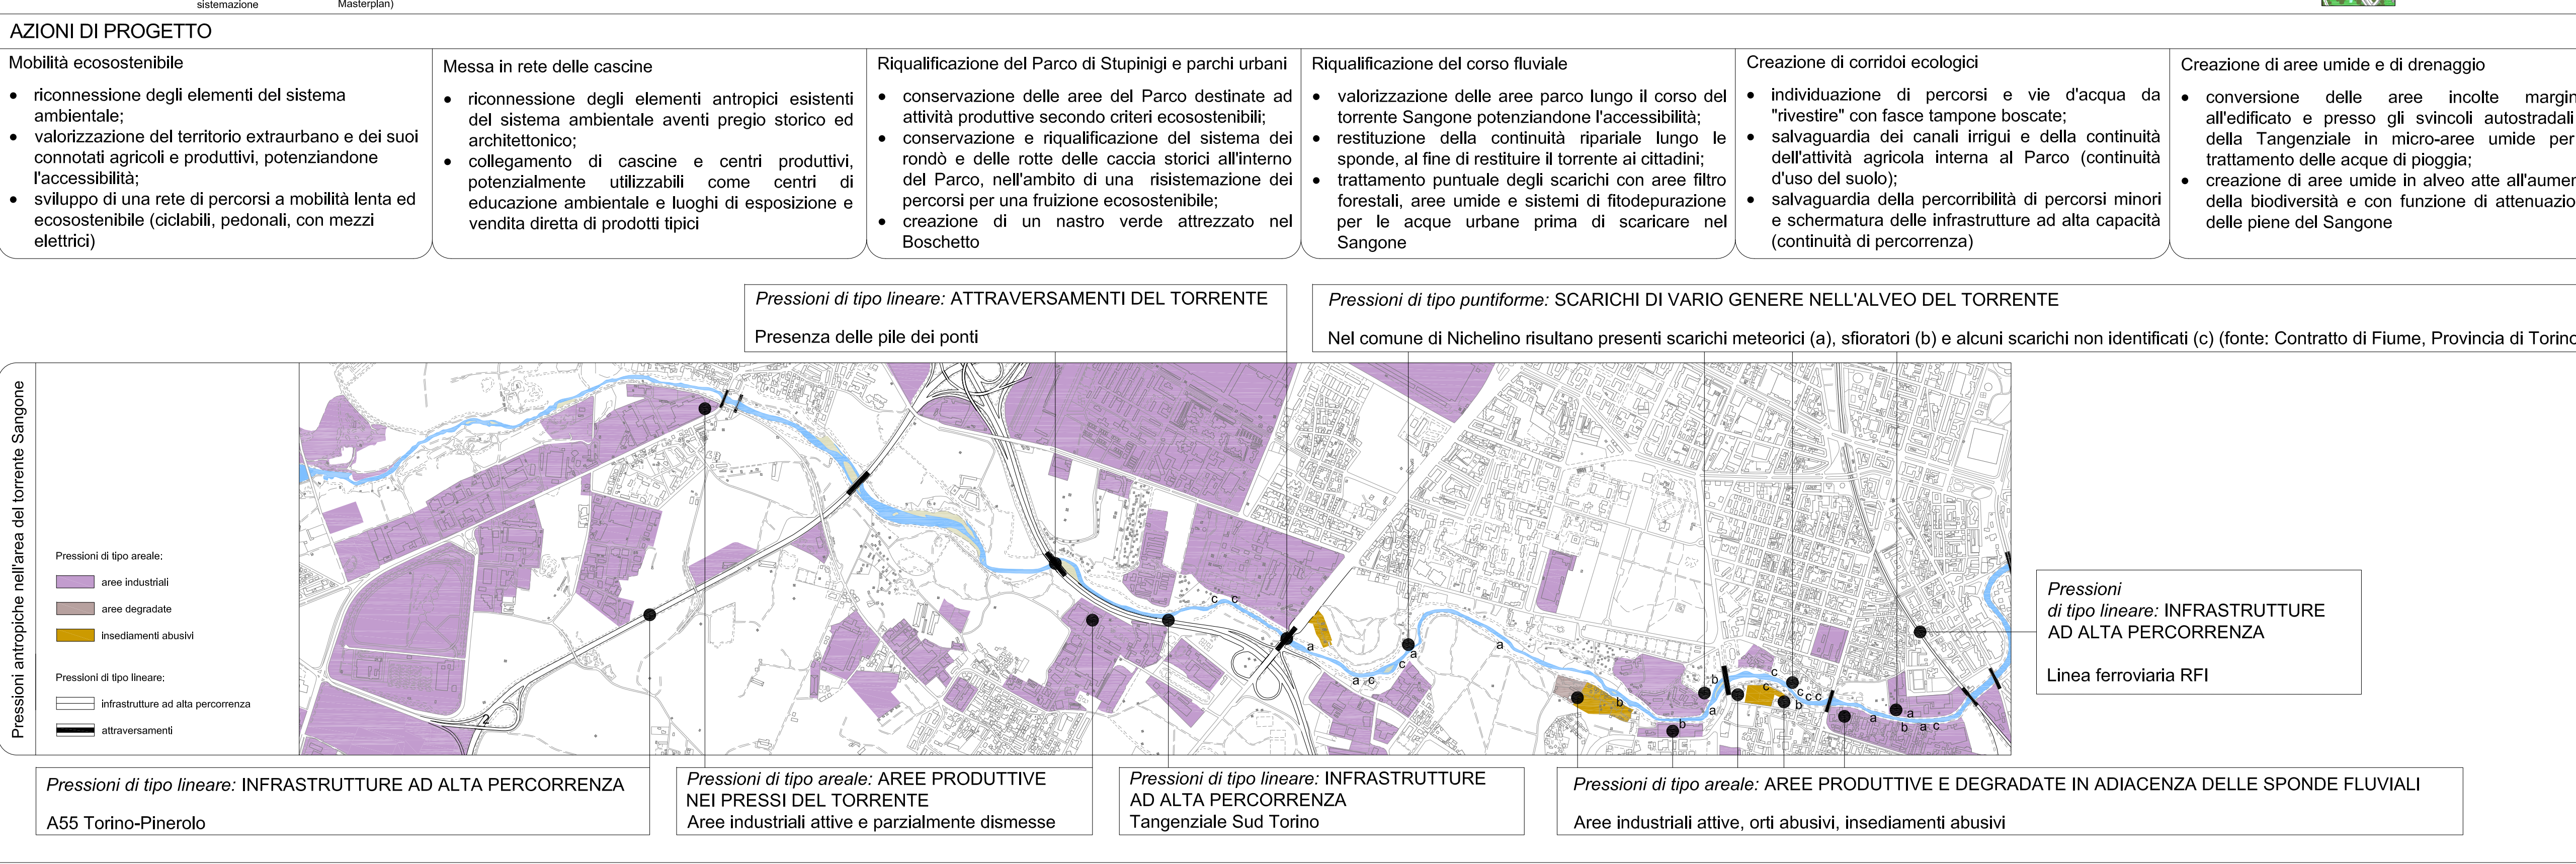 sistemazione
Masterplan)
AZIONI DI PROGETTO
Mobilità ecosostenibile
● riconnessione degli elementi del sistema
ambientale;
● valorizzazione del territorio extraurbano e dei suoi
connotati agricoli e produttivi, potenziandone
l'accessibilità;
● sviluppo di una rete di percorsi a mobilità lenta ed
ecosostenibile (ciclabili, pedonali, con mezzi
elettrici)
Messa in rete delle cascine
● riconnessione degli elementi antropici esistenti
del sistema ambientale aventi pregio storico ed
architettonico;
● collegamento di cascine e centri produttivi,
potenzialmente utilizzabili come centri di
educazione ambientale e luoghi di esposizione e
vendita diretta di prodotti tipici
Riqualificazione del Parco di Stupinigi e parchi urbani
● conservazione delle aree del Parco destinate ad
attività produttive secondo criteri ecosostenibili;
● conservazione e riqualificazione del sistema dei
rondò e delle rotte delle caccia storici all'interno
del Parco, nell'ambito di una risistemazione dei
percorsi per una fruizione ecosostenibile;
● creazione di un nastro verde attrezzato nel
Boschetto
Riqualificazione del corso fluviale
● valorizzazione delle aree parco lungo il corso del
torrente Sangone potenziandone l'accessibilità;
● restituzione della continuità ripariale lungo le
sponde, al fine di restituire il torrente ai cittadini;
● trattamento puntuale degli scarichi con aree filtro
forestali, aree umide e sistemi di fitodepurazione
per le acque urbane prima di scaricare nel
Sangone
Creazione di corridoi ecologici
● individuazione di percorsi e vie d'acqua da
"rivestire" con fasce tampone boscate;
● salvaguardia dei canali irrigui e della continuità
dell'attività agricola interna al Parco (continuità
d'uso del suolo);
● salvaguardia della percorribilità di percorsi minori
e schermatura delle infrastrutture ad alta capacità
(continuità di percorrenza)
Creazione di aree umide e di drenaggio
● conversione delle aree incolte margin
all'edificato e presso gli svincoli autostradali
della Tangenziale in micro-aree umide per
trattamento delle acque di pioggia;
● creazione di aree umide in alveo atte all'aumen
della biodiversità e con funzione di attenuazio
delle piene del Sangone
Pressioni di tipo lineare: ATTRAVERSAMENTI DEL TORRENTE
Presenza delle pile dei ponti
Pressioni di tipo puntiforme: SCARICHI DI VARIO GENERE NELL'ALVEO DEL TORRENTE
Nel comune di Nichelino risultano presenti scarichi meteorici (a), sfioratori (b) e alcuni scarichi non identificati (c) (fonte: Contratto di Fiume, Provincia di Torino
Pressioni antropiche nell'area del torrente Sangone
Pressioni di tipo areale:
aree industriali
aree degradate
insediamenti abusivi
Pressioni di tipo lineare:
infrastrutture ad alta percorrenza
attraversamenti
2
c c
a
a
c
a c
a
b
b
b
a
c
c
c
c c
b
a
a
b a c
Pressioni
di tipo lineare: INFRASTRUTTURE
AD ALTA PERCORRENZA
Linea ferroviaria RFI
Pressioni di tipo lineare: INFRASTRUTTURE AD ALTA PERCORRENZA
A55 Torino-Pinerolo
Pressioni di tipo areale: AREE PRODUTTIVE
NEI PRESSI DEL TORRENTE
Aree industriali attive e parzialmente dismesse
Pressioni di tipo lineare: INFRASTRUTTURE
AD ALTA PERCORRENZA
Tangenziale Sud Torino
Pressioni di tipo areale: AREE PRODUTTIVE E DEGRADATE IN ADIACENZA DELLE SPONDE FLUVIALI
Aree industriali attive, orti abusivi, insediamenti abusivi